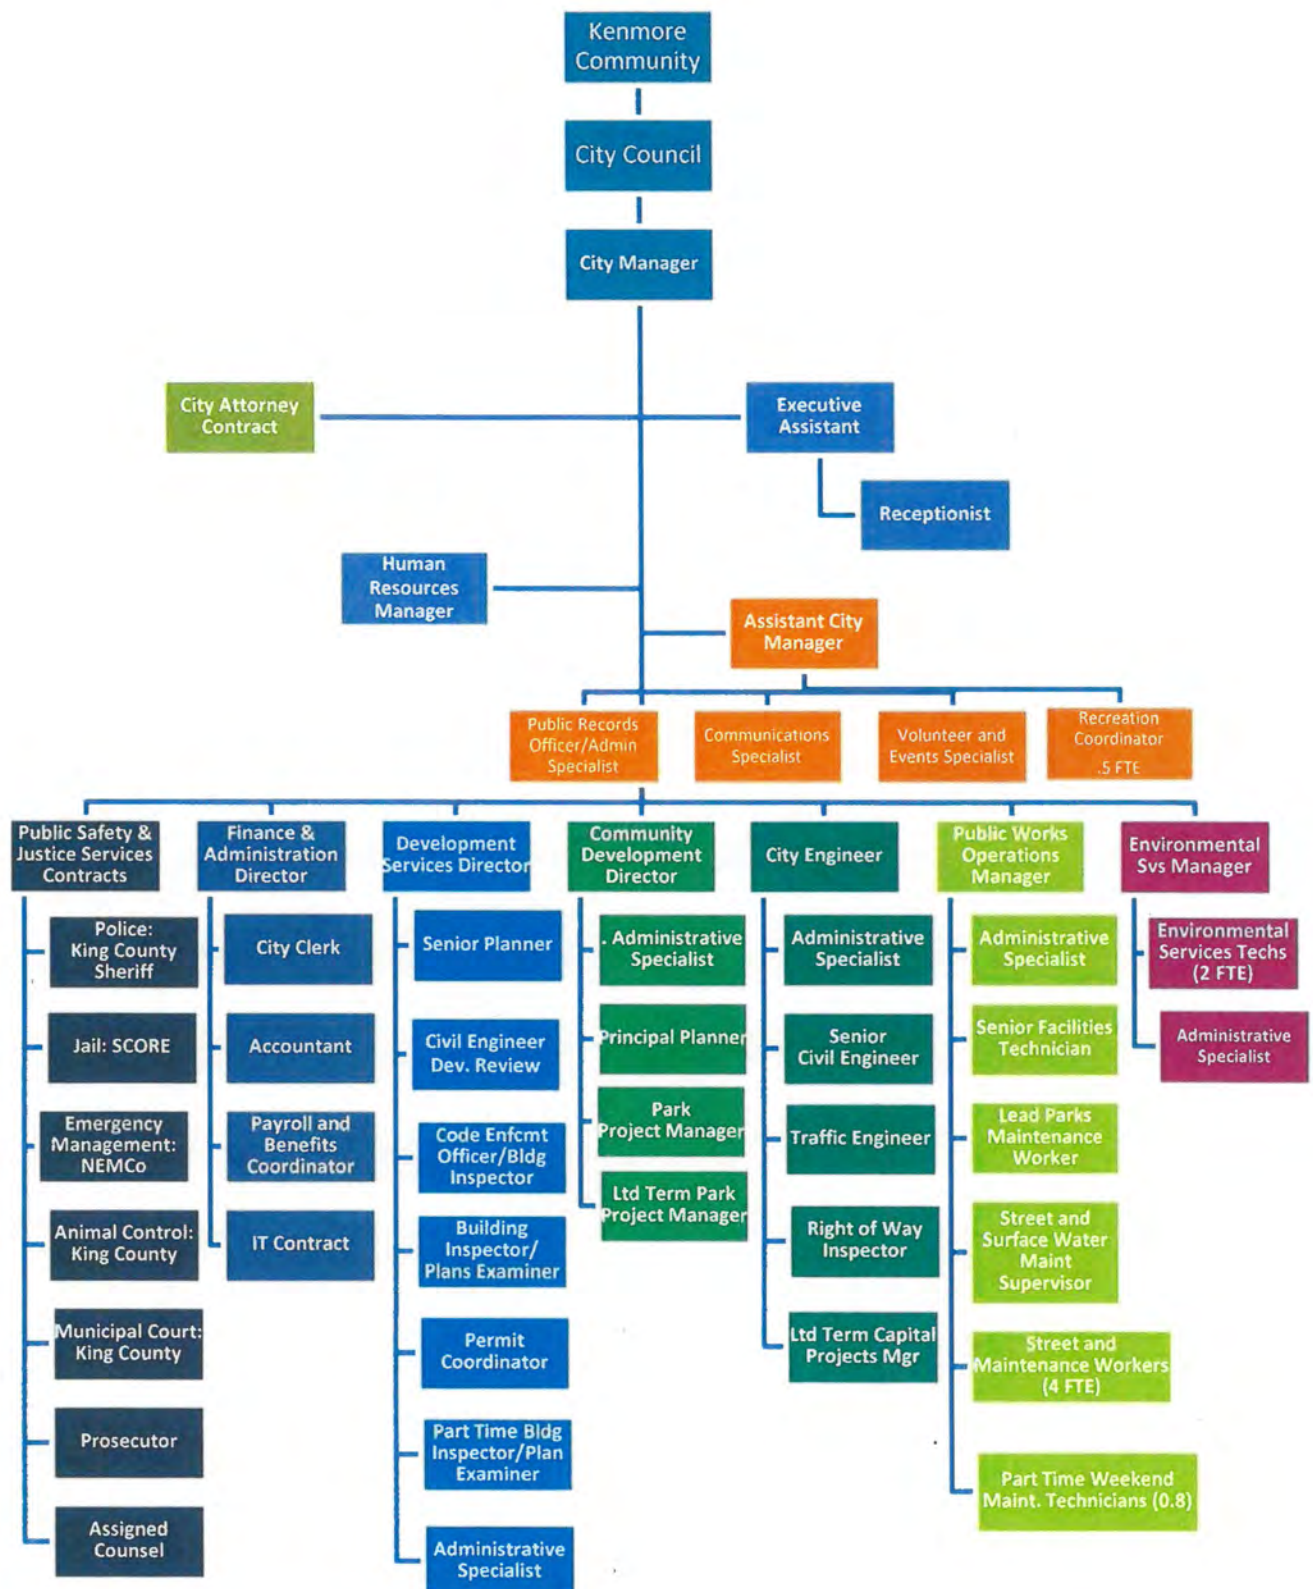 Kenmore
Community
City Council
City Manager
City Attorney
Contract
Executive
Assistant
Receptionist
Human
Resources
Manager
Assistant City
Manager
Public Records
Officer/Admin
Specialist
Communications
Specialist
Volunteer and
Events Specialist
Recreation
Coordinator
.5 FTE
Public Safety &
Justice Services
Contracts
Police:
King County
Sheriff
Jail: SCORE
Emergency
Management:
NEMCo
Animal Control:
King County
Municipal Court:
King County
Prosecutor
Assigned
Counsel
Finance &
Administration
Director
City Clerk
Accountant
Payroll and
Benefits
Coordinator
IT Contract
Development
Services Director
Senior Planner
Civil Engineer
Dev. Review
Code Enfcmt
Officer/Bldg
Inspector
Building
Inspector/
Plans Examiner
Permit
Coordinator
Part Time Bldg
Inspector/Plan
Examiner
Administrative
Specialist
Community
Development
Director
. Administrative
Specialist
Principal Planner
Park
Project Manager
Ltd Term Park
Project Manager
City Engineer
Administrative
Specialist
Senior
Civil Engineer
Traffic Engineer
Right of Way
Inspector
Ltd Term Capital
Projects Mgr
Public Works
Operations
Manager
Administrative
Specialist
Senior Facilities
Technician
Lead Parks
Maintenance
Worker
Street and
Surface Water
Maint
Supervisor
Street and
Maintenance Workers
(4 FTE)
Part Time Weekend
Maint. Technicians (0.8)
Environmental
Svs Manager
Environmental
Services Techs
(2 FTE)
Administrative
Specialist